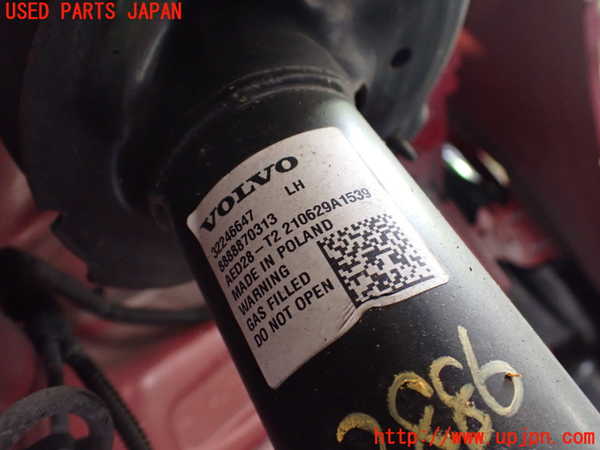 USED PARTS JAPAN
VOLVO
LH
32246647
8888870313
AED28-T2 210629A1539
MADE IN POLAND
WARNING
GAS FILLED
DO NOT OPEN
http://www.upjpn.com/